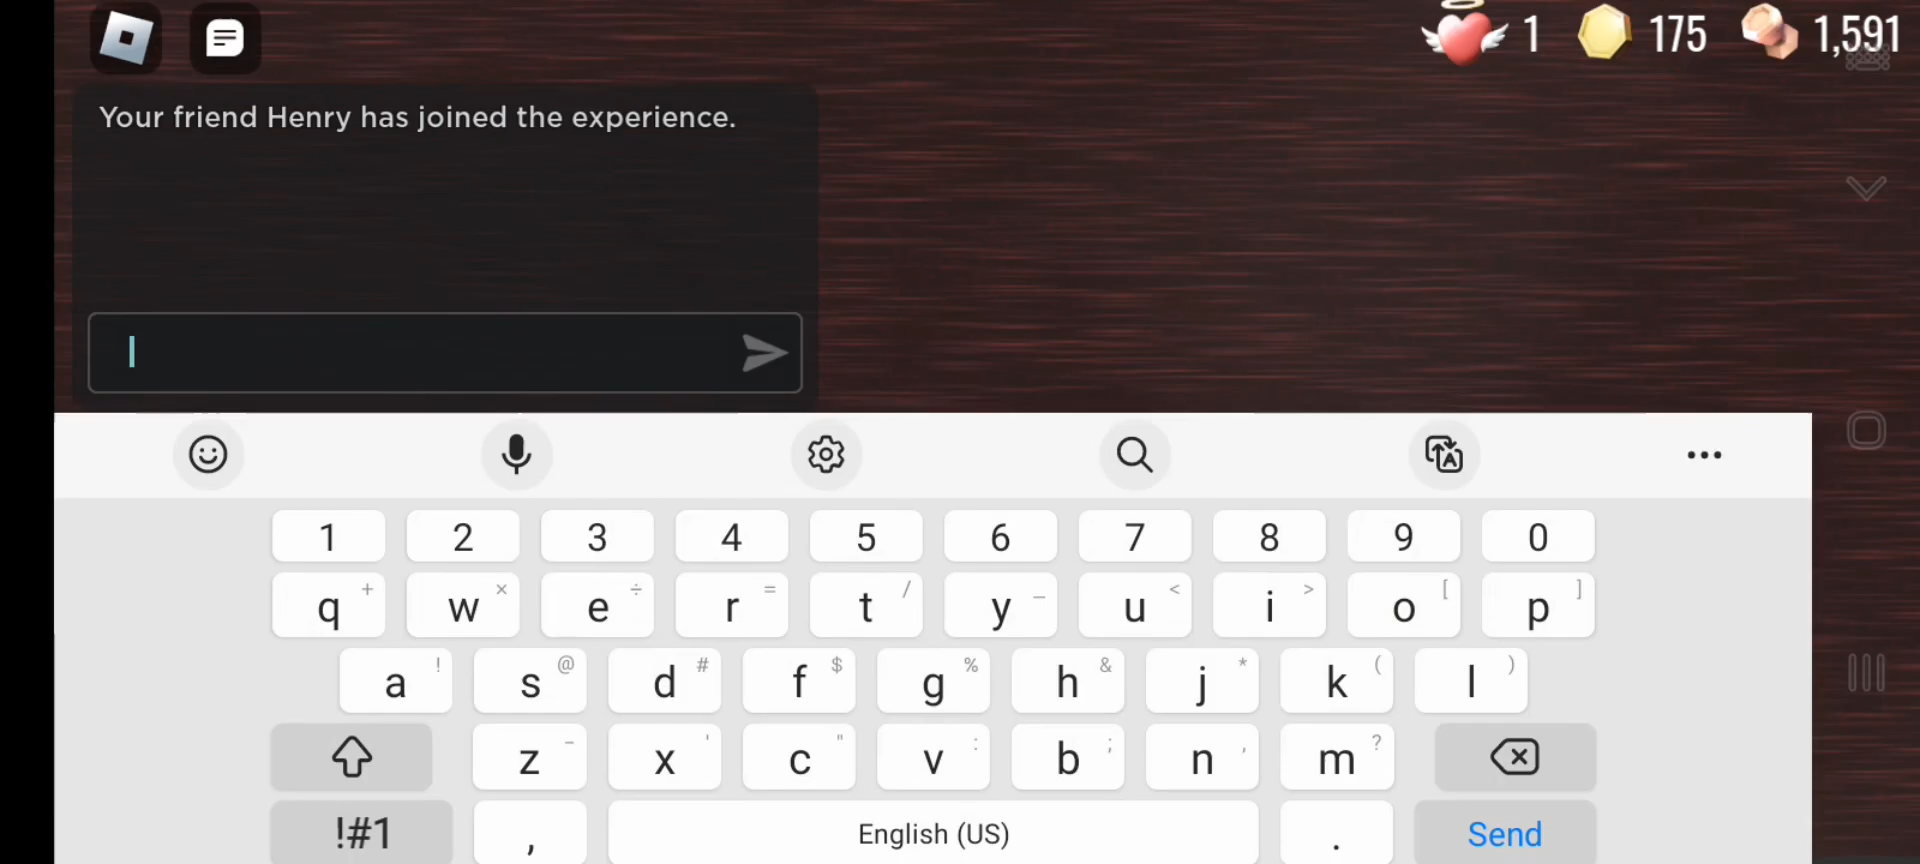 1 175 1,591
Your friend Henry has joined the experience.
1 2 3 4 5 6 7 8 9 0
q + w × e ÷ r = t / y _ u < i > o [ p ]
a ! s @ d # f $ g % h & j * k ( l )
z - x ' c " v : b ; n , m ?
!#1 , English (US) . Send